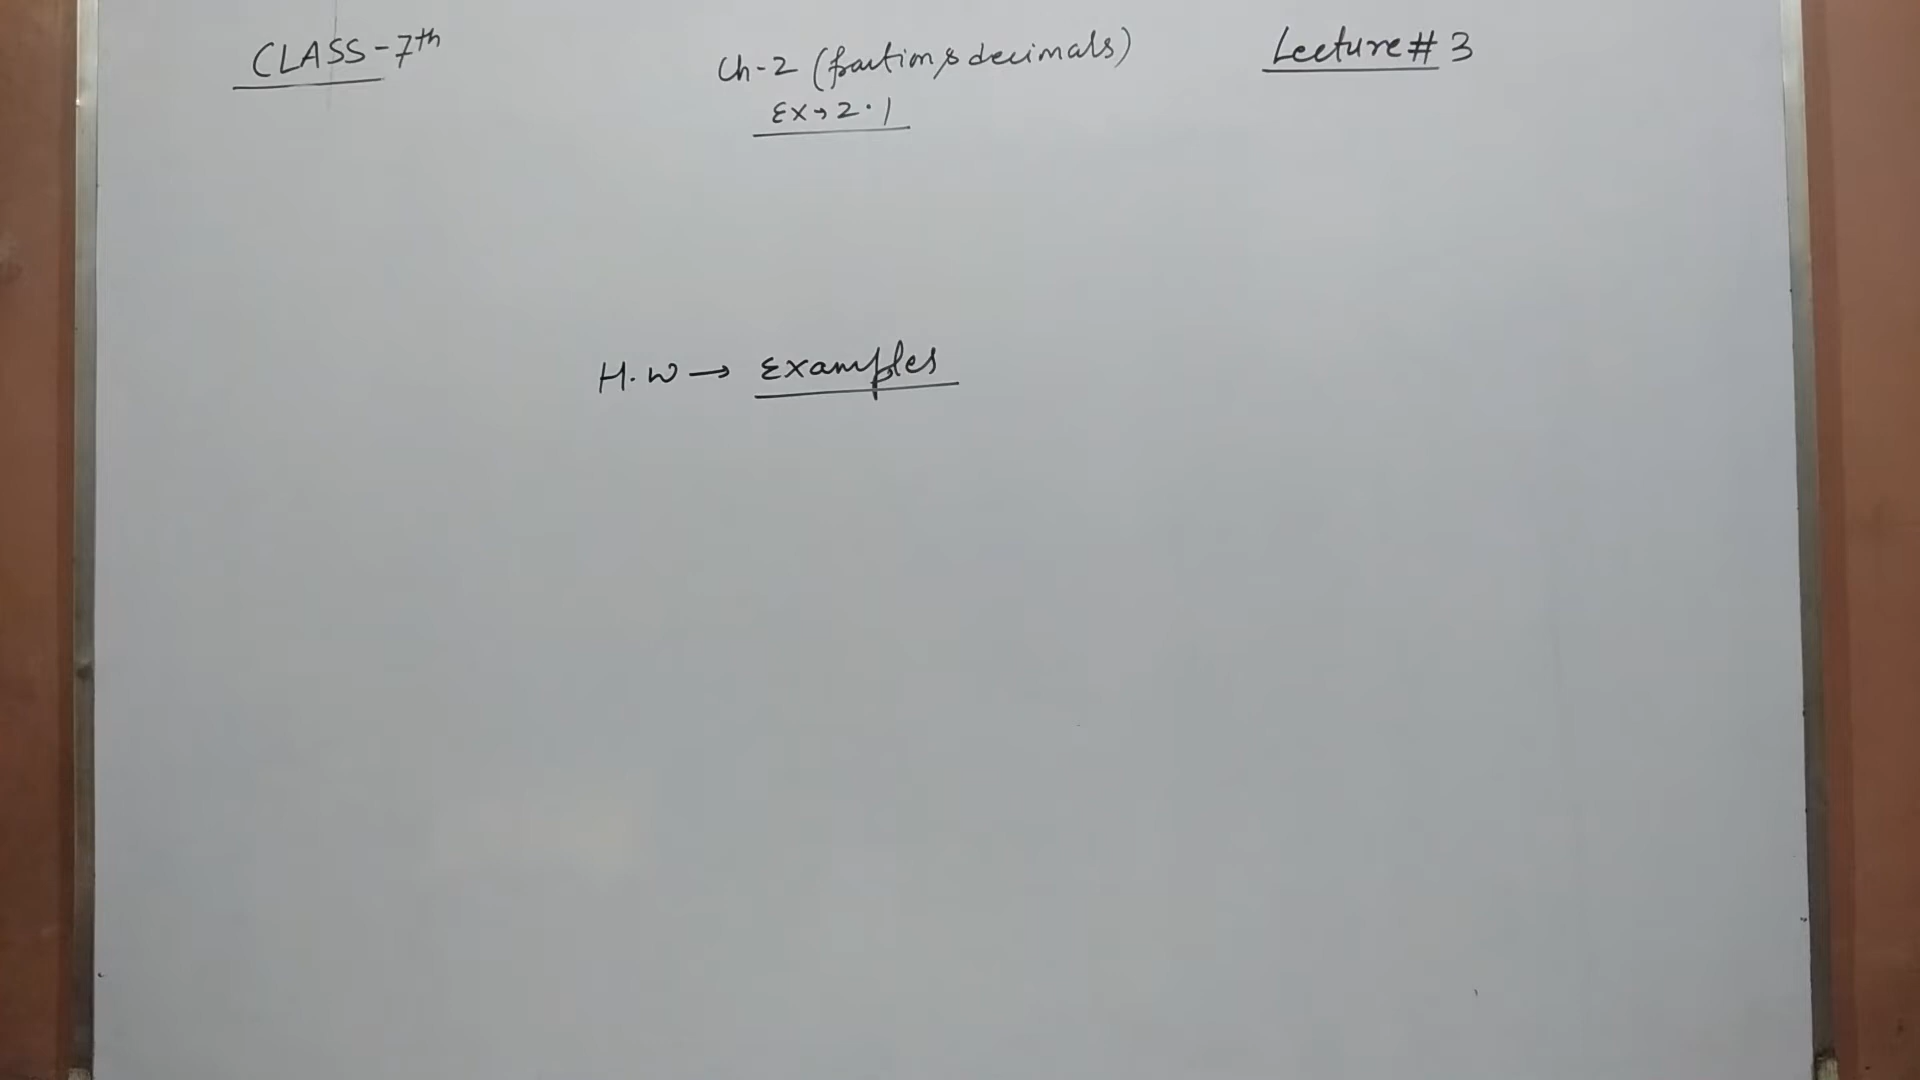 CLASS-7th
Ch-2 (fraction & decimals)
Ex→2.1
Lecture # 3
H.W → Examples